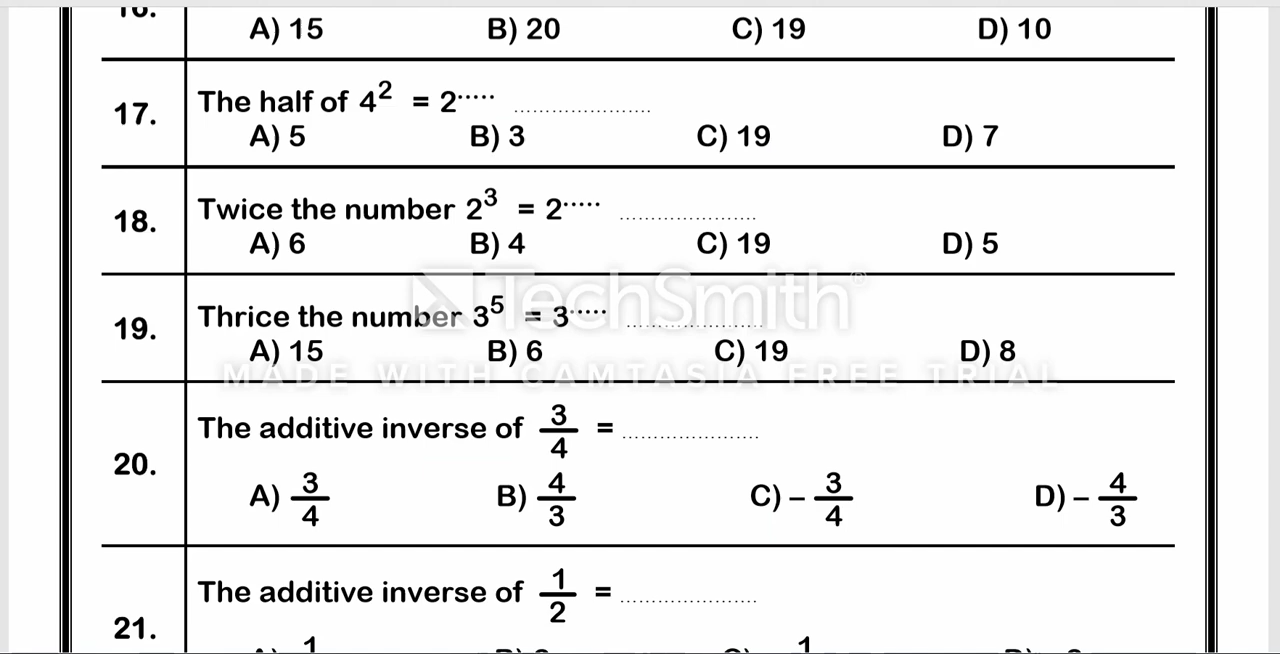 16.
A) 15 B) 20 C) 19 D) 10
17.
The half of 4² = 2····· .....................
A) 5 B) 3 C) 19 D) 7
18.
Twice the number 2³ = 2····· .....................
A) 6 B) 4 C) 19 D) 5
19.
Thrice the number 3⁵ = 3····· .....................
A) 15 B) 6 C) 19 D) 8
TechSmith®
MADE WITH CAMTASIA FREE TRIAL
20.
The additive inverse of 3/4 = .....................
A) 3/4 B) 4/3 C) – 3/4 D) – 4/3
21.
The additive inverse of 1/2 = .....................